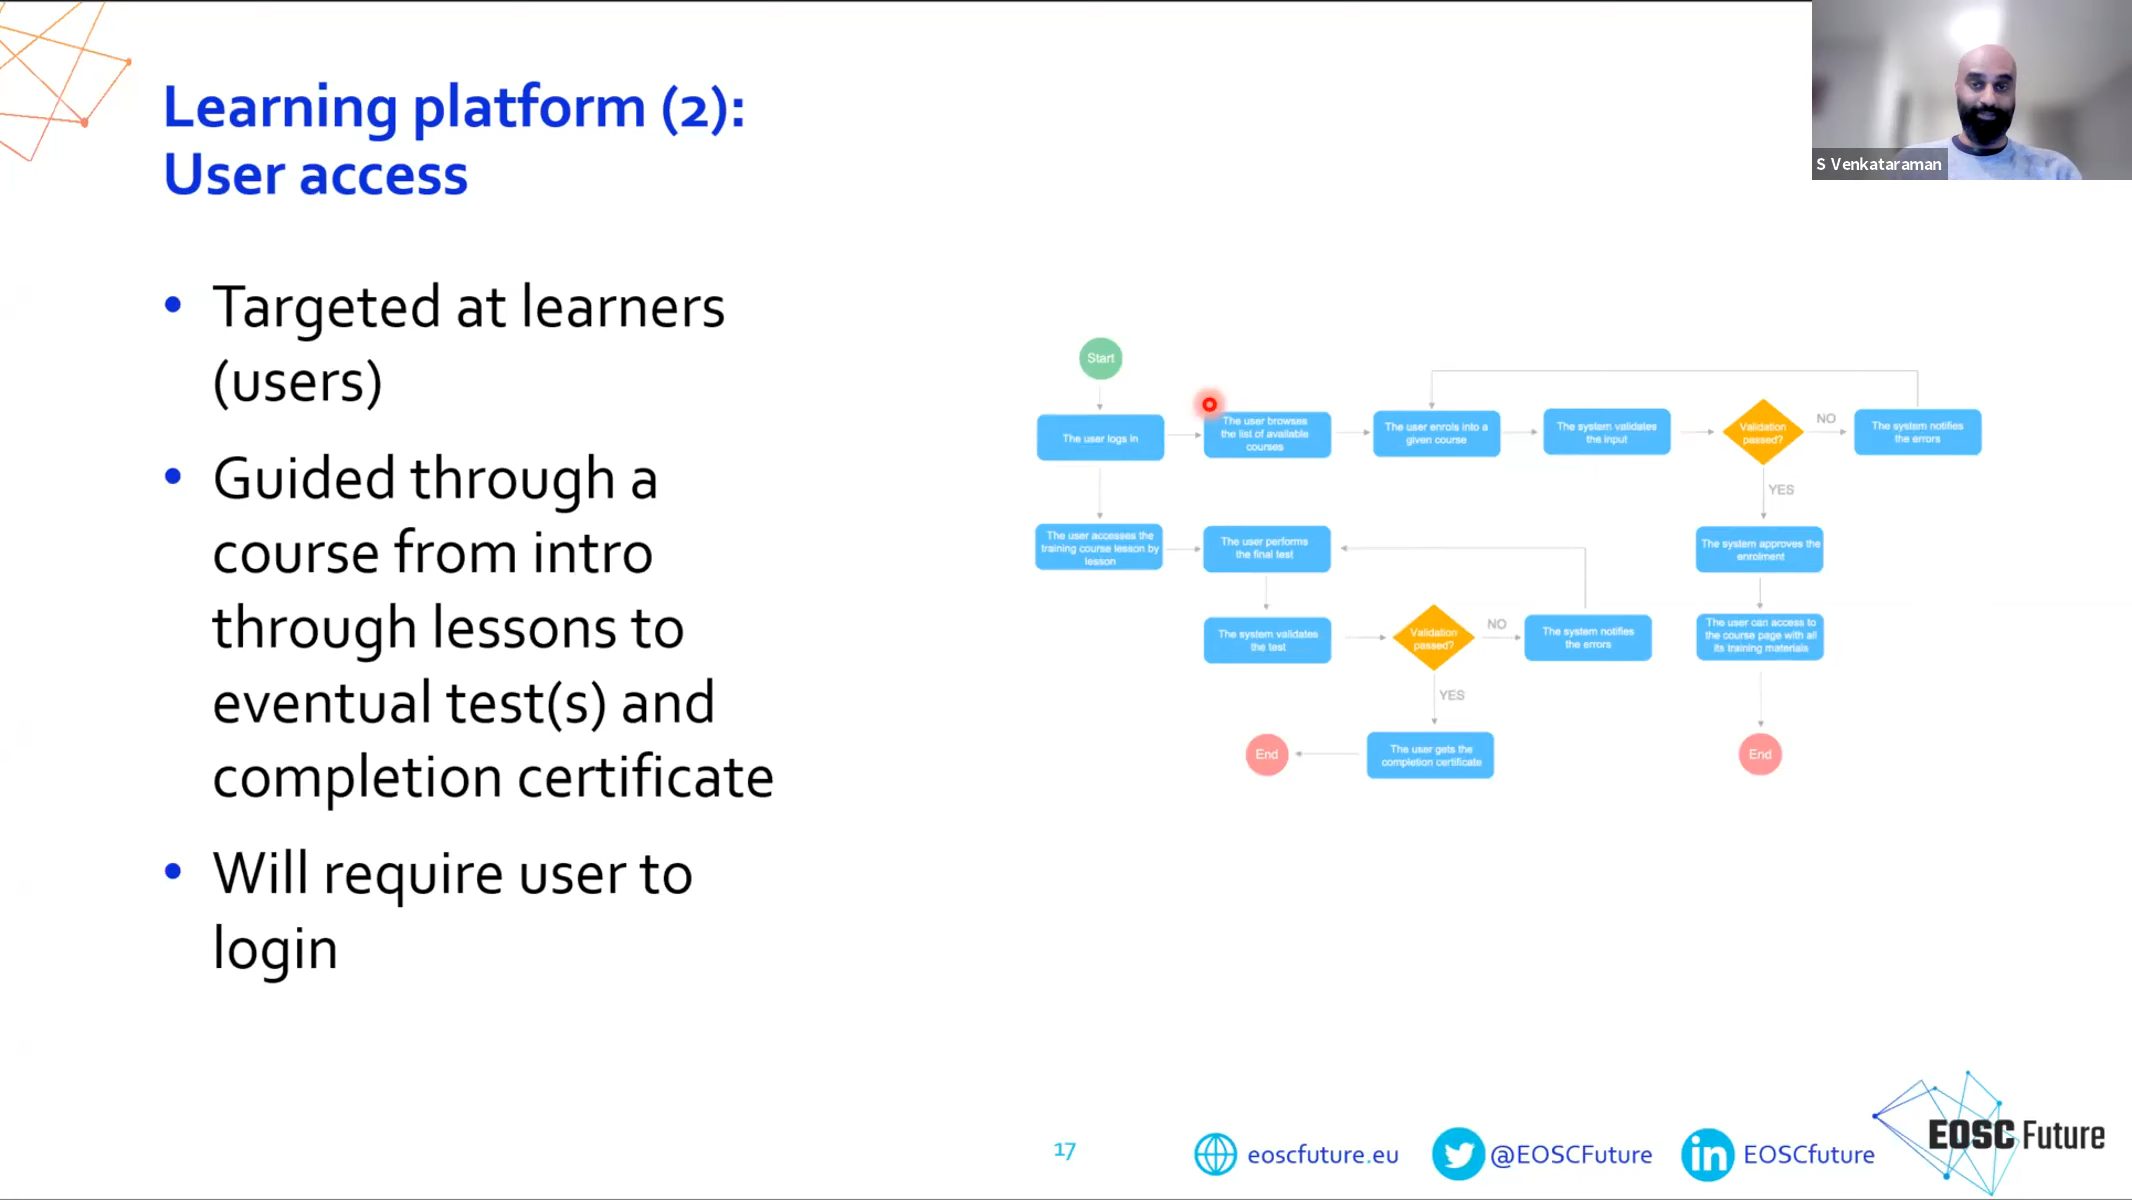 Learning platform (2):
User access
S Venkataraman
• Targeted at learners
(users)
• Guided through a
course from intro
through lessons to
eventual test(s) and
completion certificate
• Will require user to
login
Start
The user logs in
The user browses
the list of available
courses
The user enrols into a
given course
The system validates
the input
Validation
passed?
NO
The system notifies
the errors
YES
The user accesses the
training course lesson by
lesson
The user performs
the final test
The system approves the
enrolment
The system validates
the test
Validation
passed?
NO
The system notifies
the errors
The user can access to
the course page with all
its training materials
YES
End
The user gets the
completion certificate
End
17
eoscfuture.eu
@EOSCFuture
in
EOSCfuture
EOSC Future